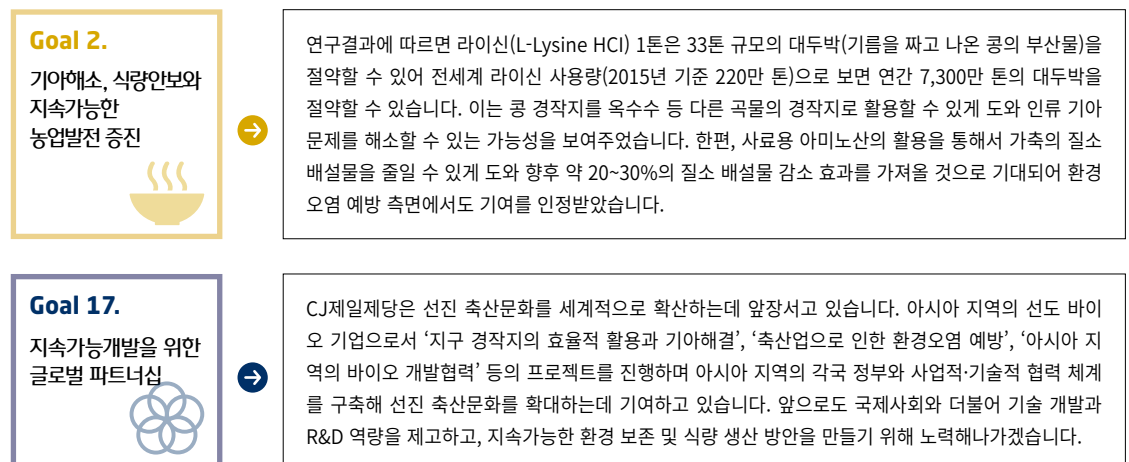 Goal 2.
기아해소, 식량안보와
지속가능한
농업발전 증진
연구결과에 따르면 라이신(L-Lysine HCl) 1톤은 33톤 규모의 대두박(기름을 짜고 나온 콩의 부산물)을
절약할 수 있어 전세계 라이신 사용량(2015년 기준 220만 톤)으로 보면 연간 7,300만 톤의 대두박을
절약할 수 있습니다. 이는 콩 경작지를 옥수수 등 다른 곡물의 경작지로 활용할 수 있게 도와 인류 기아
문제를 해소할 수 있는 가능성을 보여주었습니다. 한편, 사료용 아미노산의 활용을 통해서 가축의 질소
배설물을 줄일 수 있게 도와 향후 약 20~30%의 질소 배설물 감소 효과를 가져올 것으로 기대되어 환경
오염 예방 측면에서도 기여를 인정받았습니다.
Goal 17.
지속가능개발을 위한
글로벌 파트너십
CJ제일제당은 선진 축산문화를 세계적으로 확산하는데 앞장서고 있습니다. 아시아 지역의 선도 바이
오 기업으로서 ‘지구 경작지의 효율적 활용과 기아해결’, ‘축산업으로 인한 환경오염 예방’, ‘아시아 지
역의 바이오 개발협력’ 등의 프로젝트를 진행하며 아시아 지역의 각국 정부와 사업적·기술적 협력 체계
를 구축해 선진 축산문화를 확대하는데 기여하고 있습니다. 앞으로도 국제사회와 더불어 기술 개발과
R&D 역량을 제고하고, 지속가능한 환경 보존 및 식량 생산 방안을 만들기 위해 노력해나가겠습니다.